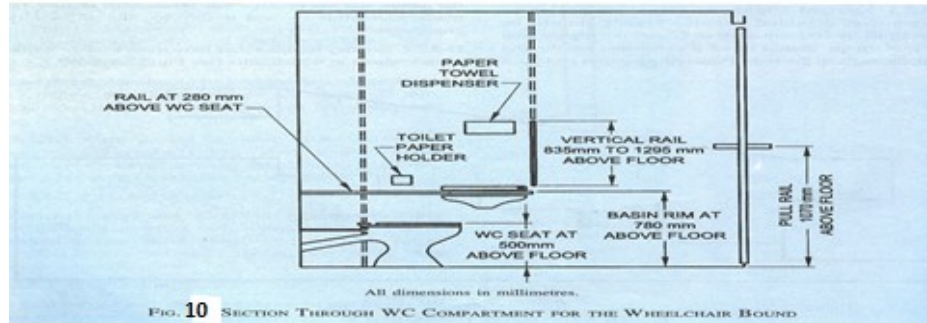 PAPER
TOWEL
DISPENSER
RAIL AT 280 mm
ABOVE WC SEAT
TOILET
PAPER
HOLDER
VERTICAL RAIL
835mm TO 1295 mm
ABOVE FLOOR
BASIN RIM AT
780 mm
ABOVE FLOOR
WC SEAT AT
500mm
ABOVE FLOOR
PULL RAIL
1070 mm
ABOVE FLOOR
All dimensions in millimetres.
FIG. 10 SECTION THROUGH WC COMPARTMENT FOR THE WHEELCHAIR BOUND